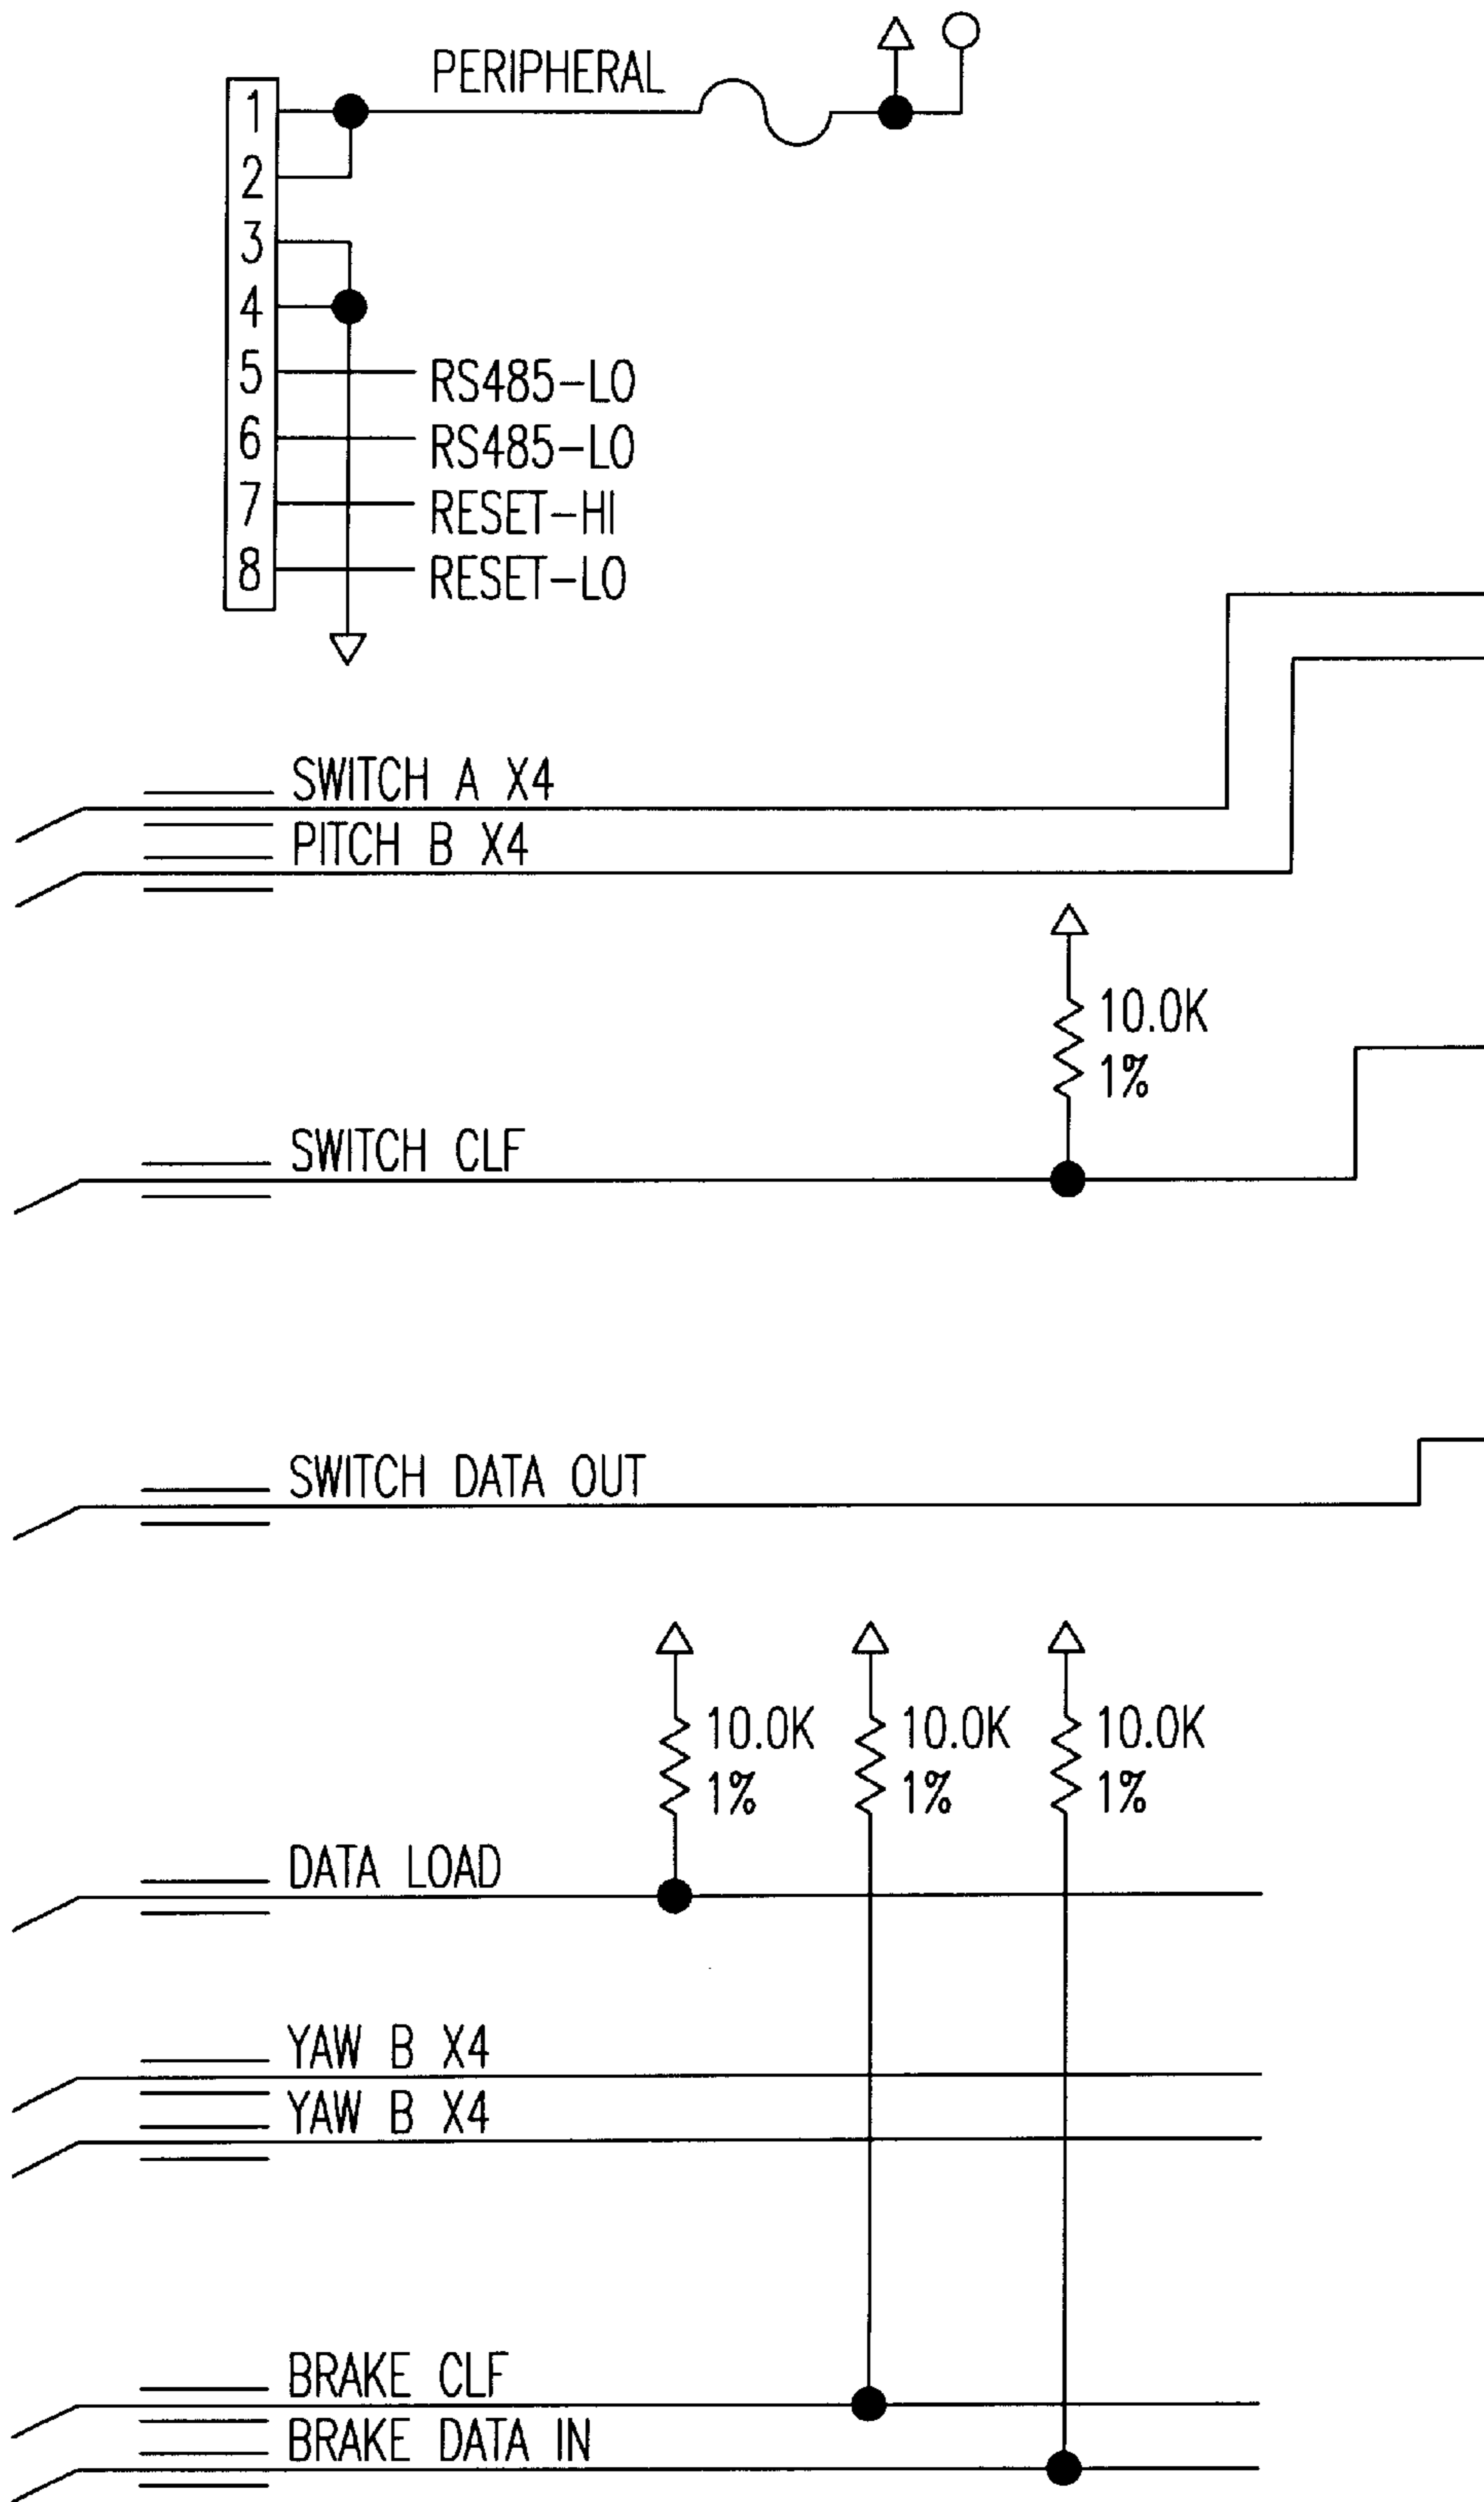 PERIPHERAL
1
2
3
4
5 RS485-LO
6 RS485-LO
7 RESET-HI
8 RESET-LO
SWITCH A X4
PITCH B X4
10.0K
1%
SWITCH CLF
SWITCH DATA OUT
10.0K 10.0K 10.0K
1% 1% 1%
DATA LOAD
YAW B X4
YAW B X4
BRAKE CLF
BRAKE DATA IN